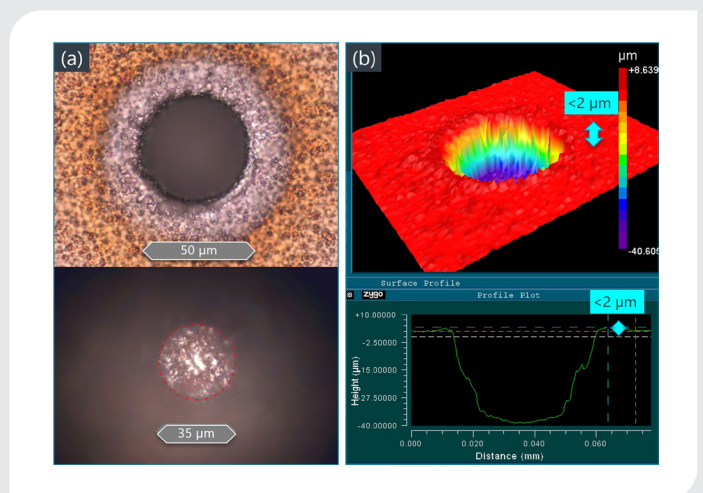 (a)
50 µm
35 µm
(b)
µm
+8.639
<2 µm
-40.605
Surface Profile
zygo
Profile Plot
<2 µm
+10.00000
-2.50000
-15.00000
-27.50000
-40.00000
Height (µm)
0.000
0.020
0.040
0.060
Distance (mm)